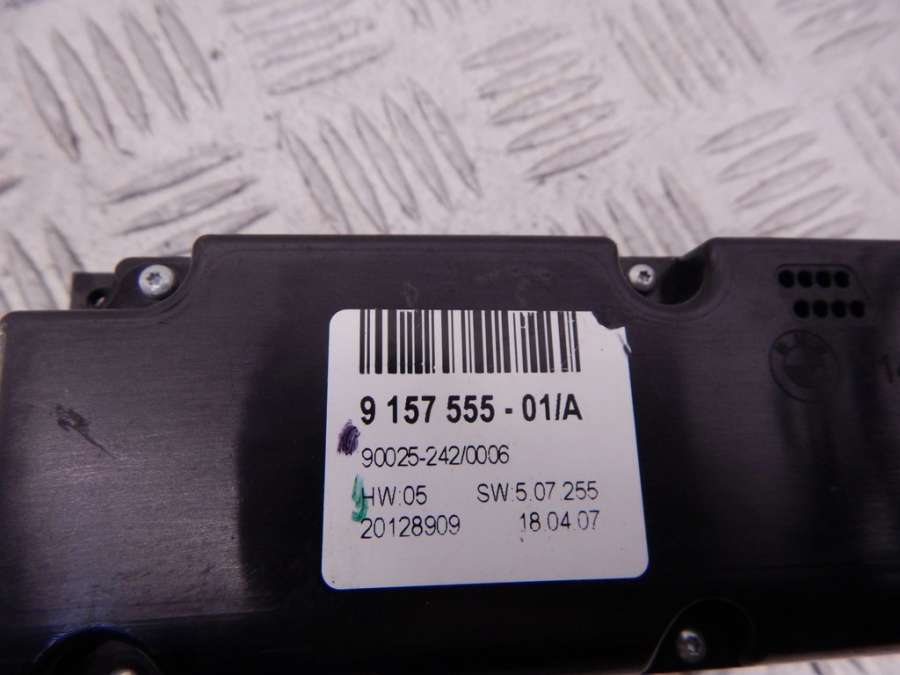 9 157 555 - 01/A
90025-242/0006
HW:05 SW:5.07.255
20128909 18.04.07